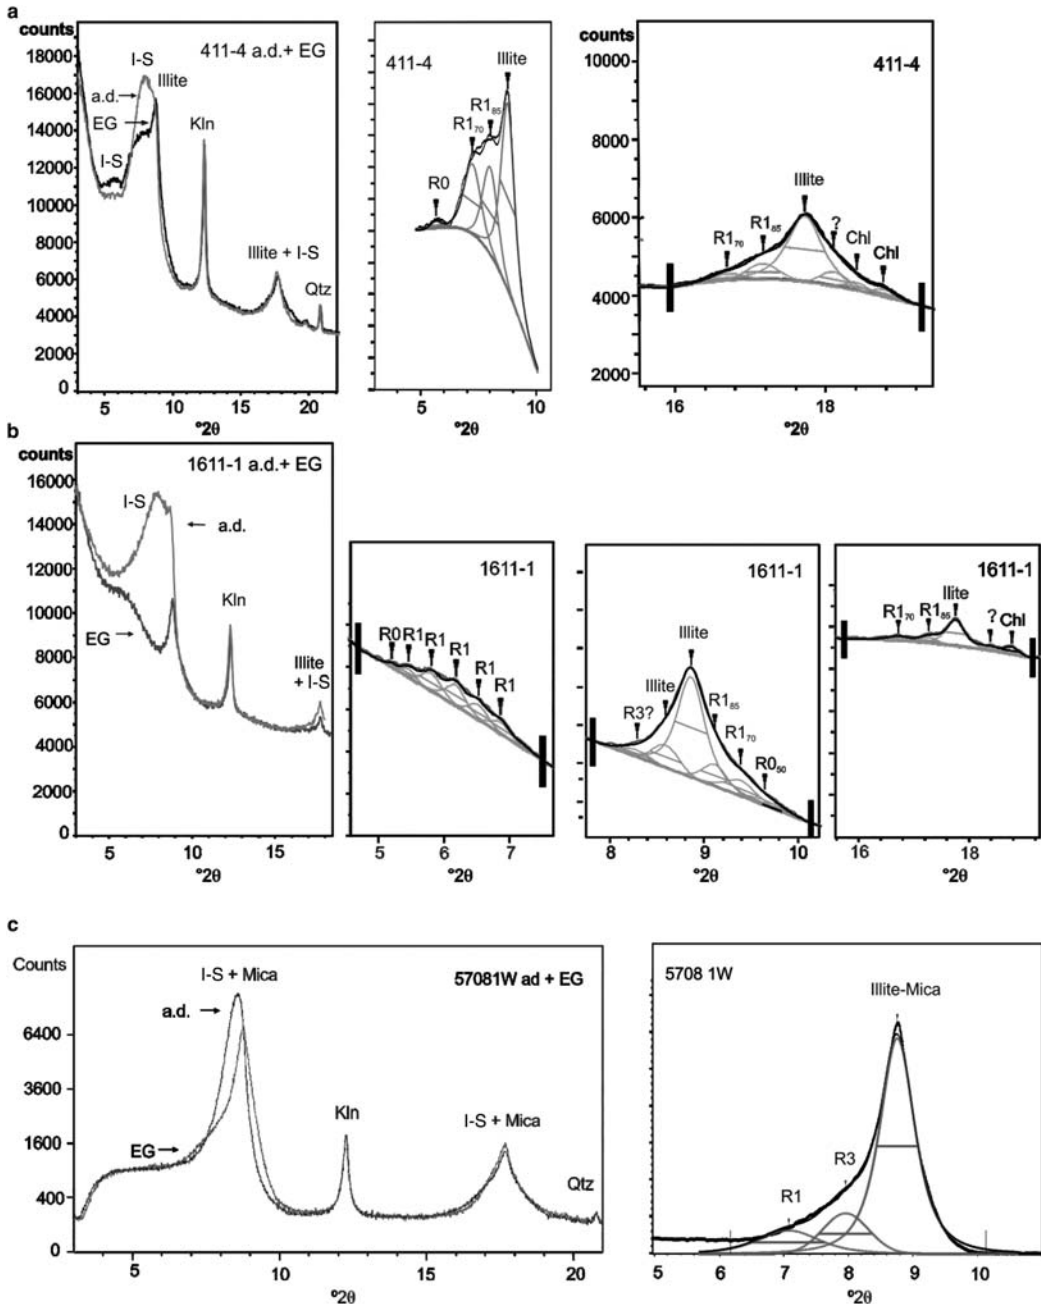 a
counts
411-4 a.d.+ EG
I-S
Illite
a.d.
EG
Kln
I-S
Illite + I-S
Qtz
18000
16000
14000
12000
10000
8000
6000
4000
2000
0
5 10 15 20
°2θ
411-4
Illite
R1₈₅
R1₇₀
R0
5 10
°2θ
counts
411-4
10000
8000
6000
4000
2000
Illite
?
R1₈₅
Chl
R1₇₀
Chl
16 18
°2θ
b
counts
1611-1 a.d.+ EG
16000
14000
12000
10000
8000
6000
4000
2000
0
I-S
a.d.
Kln
EG
Illite
+ I-S
5 10 15
°2θ
1611-1
R0 R1 R1 R1
R1
R1
5 6 7
°2θ
1611-1
Illite
Illite
R3?
R1₈₅
R1₇₀
R0₅₀
8 9 10
°2θ
1611-1
Ilite
R1₇₀ R1₈₅
? Chl
16 18
°2θ
c
Counts
I-S + Mica
57081W ad + EG
a.d.
6400
3600
1600
400
0
Kln
I-S + Mica
EG
Qtz
5 10 15 20
°2θ
5708 1W
Illite-Mica
R3
R1
5 6 7 8 9 10
°2θ